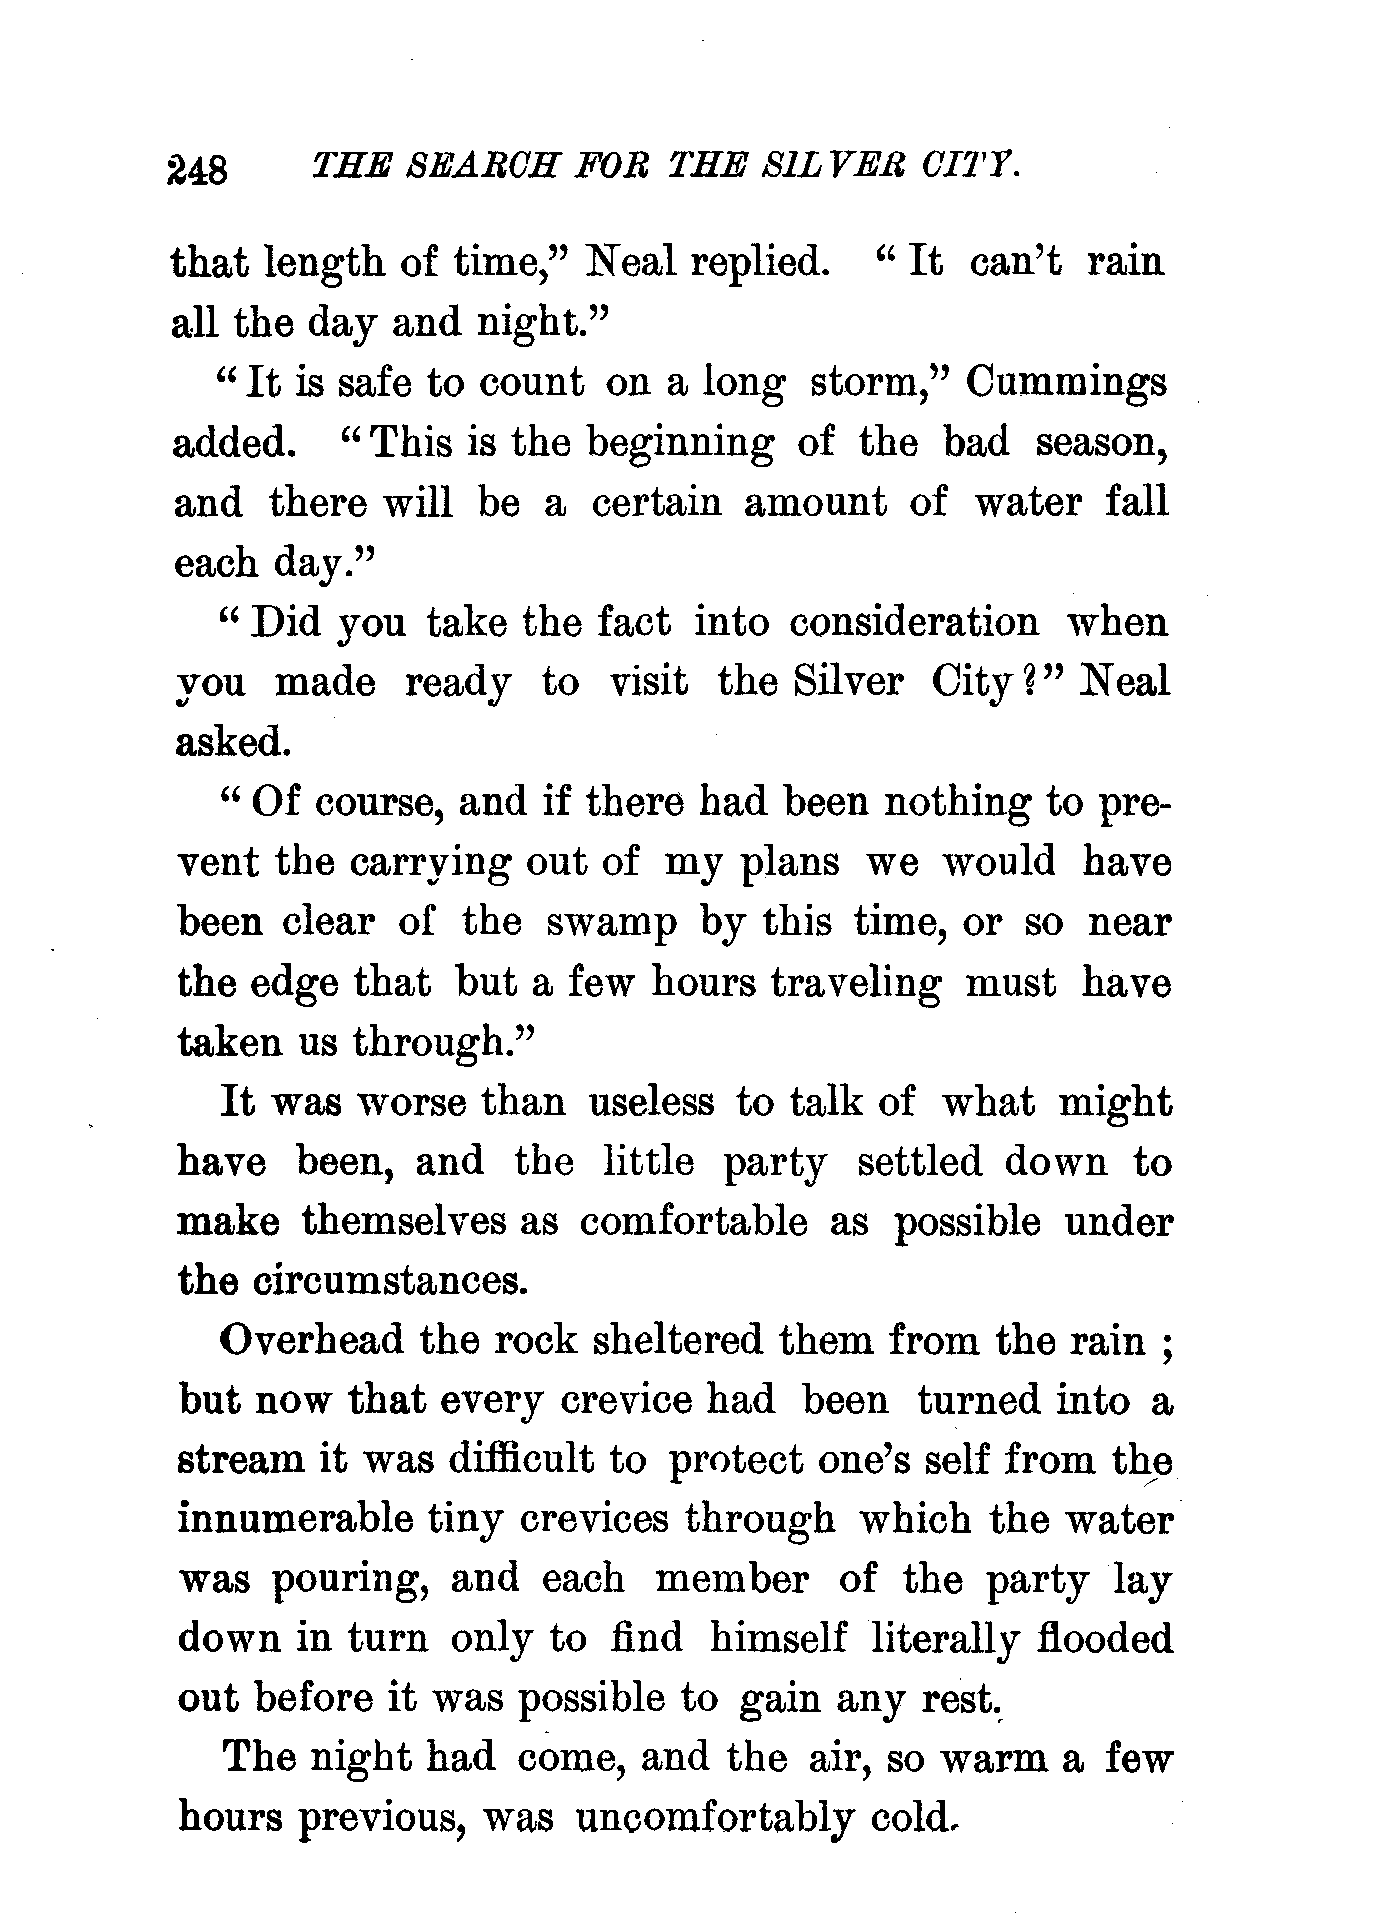 248 THE SEARCH FOR THE SILVER CITY.
that length of time,” Neal replied. “It can’t rain
all the day and night.”
“It is safe to count on a long storm,” Cummings
added. “This is the beginning of the bad season,
and there will be a certain amount of water fall
each day.”
“Did you take the fact into consideration when
you made ready to visit the Silver City?” Neal
asked.
“Of course, and if there had been nothing to pre-
vent the carrying out of my plans we would have
been clear of the swamp by this time, or so near
the edge that but a few hours traveling must have
taken us through.”
It was worse than useless to talk of what might
have been, and the little party settled down to
make themselves as comfortable as possible under
the circumstances.
Overhead the rock sheltered them from the rain ;
but now that every crevice had been turned into a
stream it was difficult to protect one’s self from the
innumerable tiny crevices through which the water
was pouring, and each member of the party lay
down in turn only to find himself literally flooded
out before it was possible to gain any rest.
The night had come, and the air, so warm a few
hours previous, was uncomfortably cold.